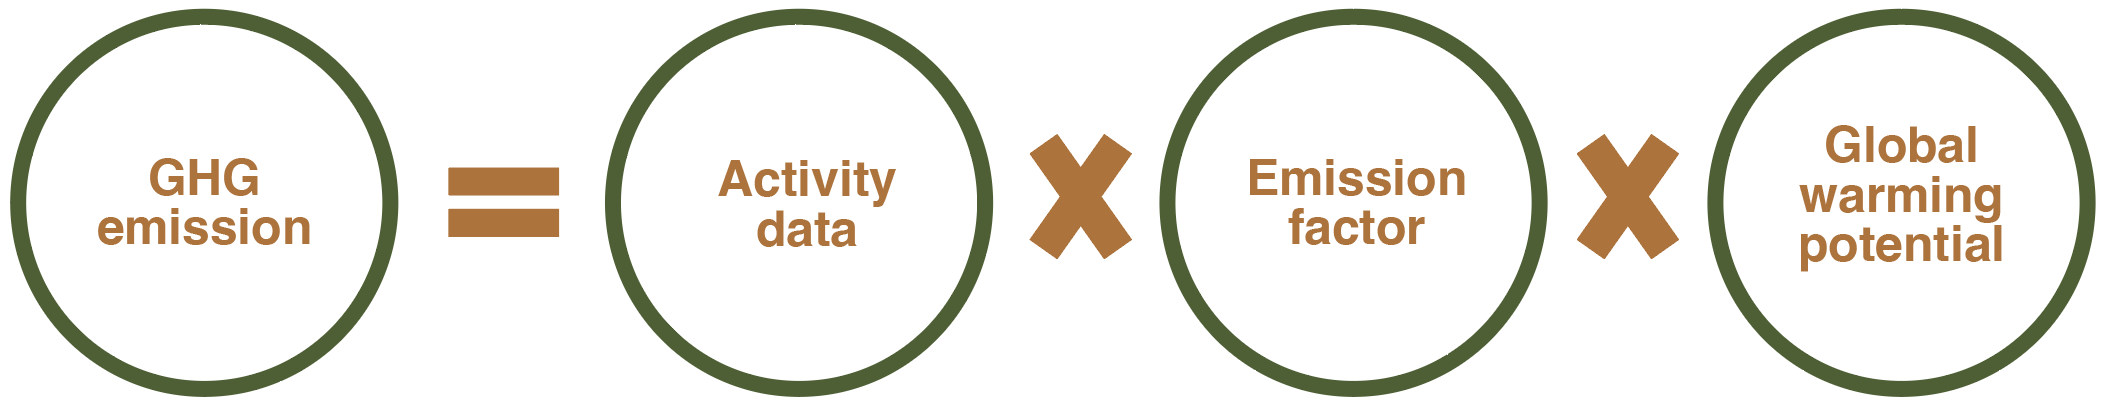 GHG
emission
=
Activity
data
x
Emission
factor
x
Global
warming
potential